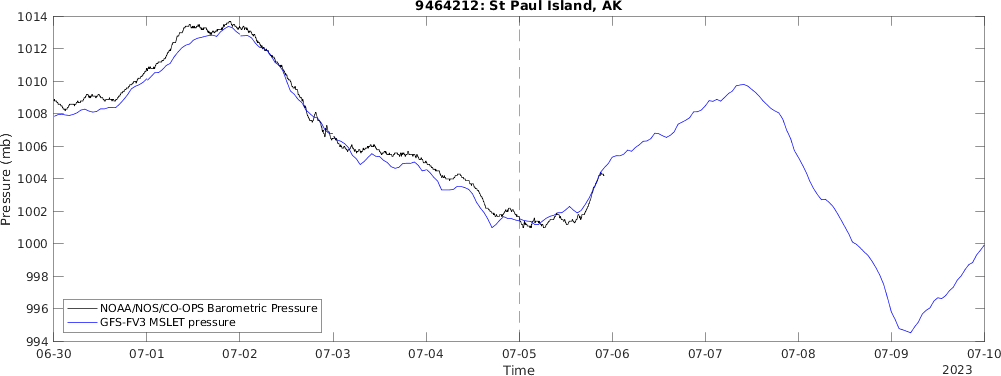 9464212: St Paul Island, AK
1014
1012
1010
1008
1006
1004
1002
1000
998
996
994
Pressure (mb)
NOAA/NOS/CO-OPS Barometric Pressure
GFS-FV3 MSLET pressure
06-30 07-01 07-02 07-03 07-04 07-05 07-06 07-07 07-08 07-09 07-10
Time
2023